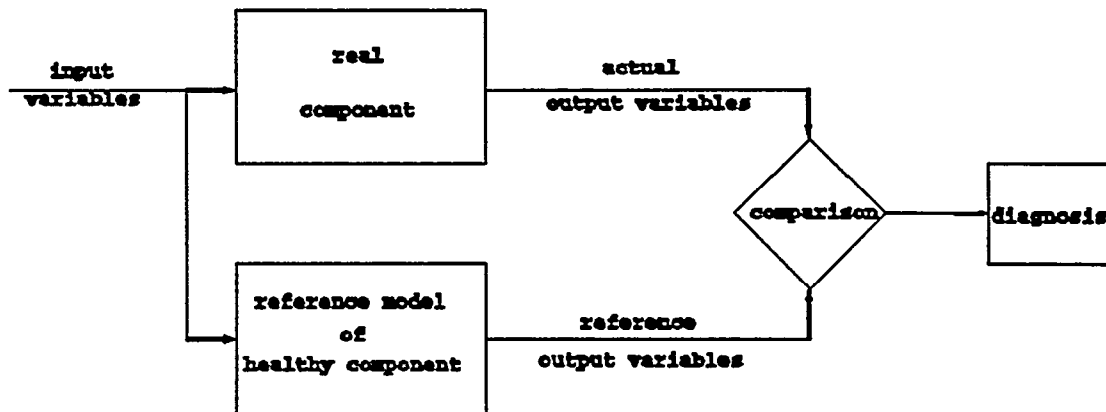 input
variables
real
component
actual
output variables
comparison
diagnosis
reference model
of
healthy component
reference
output variables